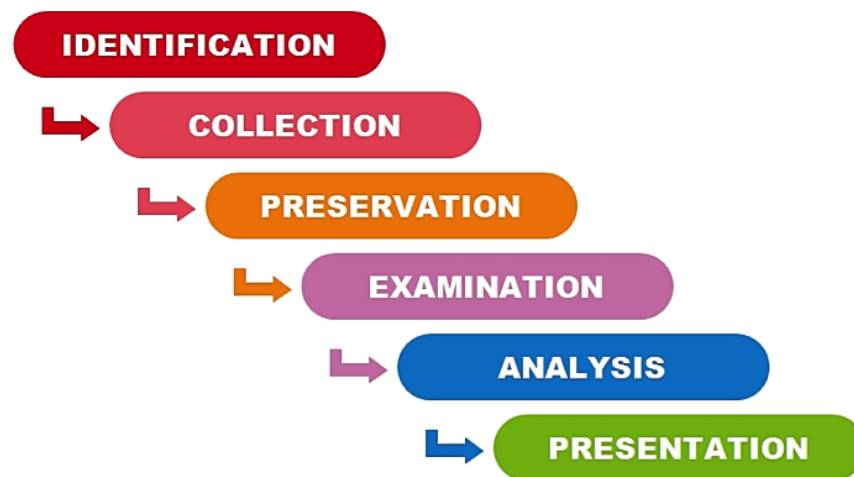 IDENTIFICATION
COLLECTION
PRESERVATION
EXAMINATION
ANALYSIS
PRESENTATION